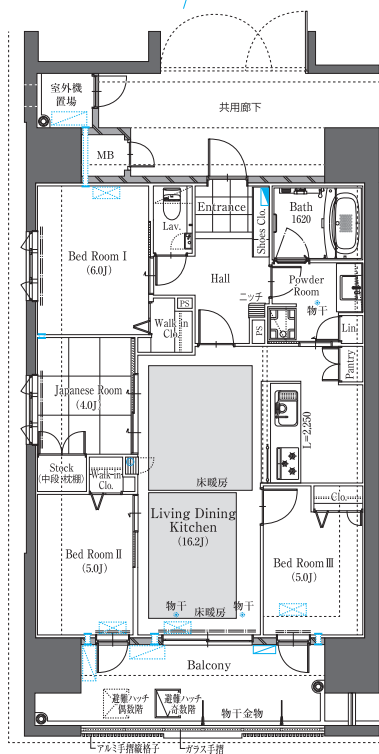 室外機
置場
共用廊下
MB
Entrance
Shoes Clo.
Bath
1620
Lav.
Bed Room I
(6.0J)
Hall
Powder
Room
物干
ニッチ
PS
PS
Lin.
Walk-in
Clo.
Pantry
Japanese Room
(4.0J)
L=2,250
床暖房
Stock
(中段・枕棚)
Walk-in
Clo.
Clo.
Living Dining
Kitchen
(16.2J)
Bed Room II
(5.0J)
Bed Room III
(5.0J)
物干
物干
床暖房
Balcony
避難ハッチ
偶数階
避難ハッチ
奇数階
物干金物
アルミ手摺縦格子
ガラス手摺